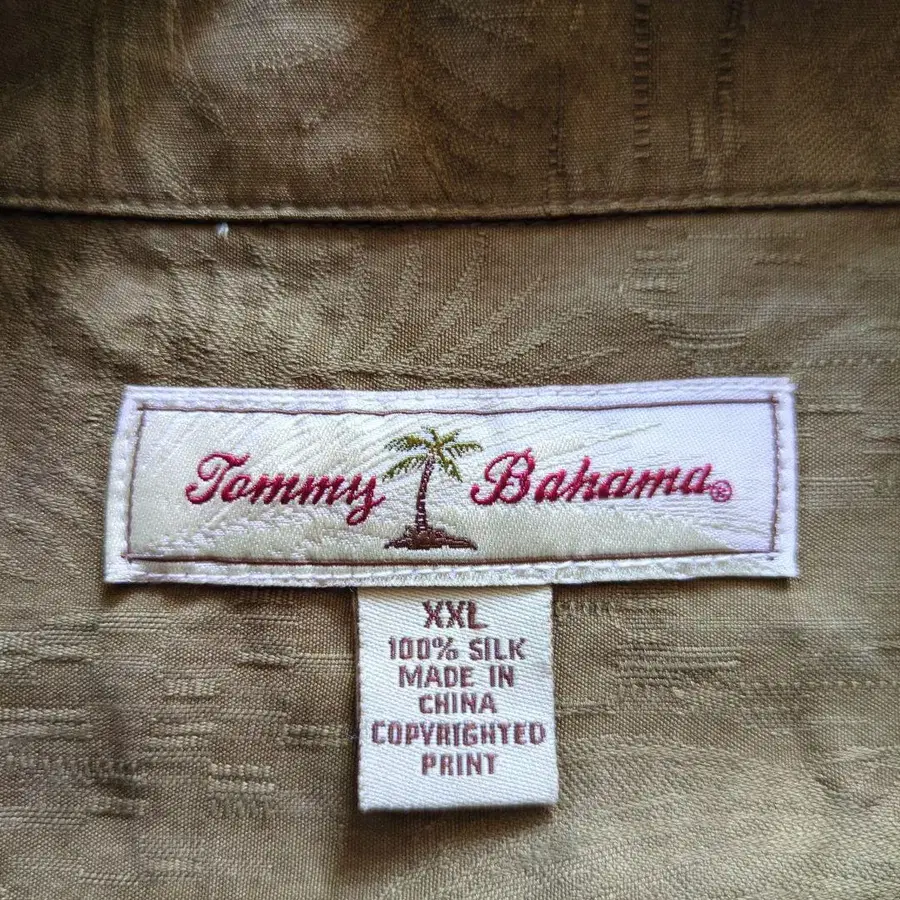 Tommy Bahama®
XXL
100% SILK
MADE IN
CHINA
COPYRIGHTED
PRINT